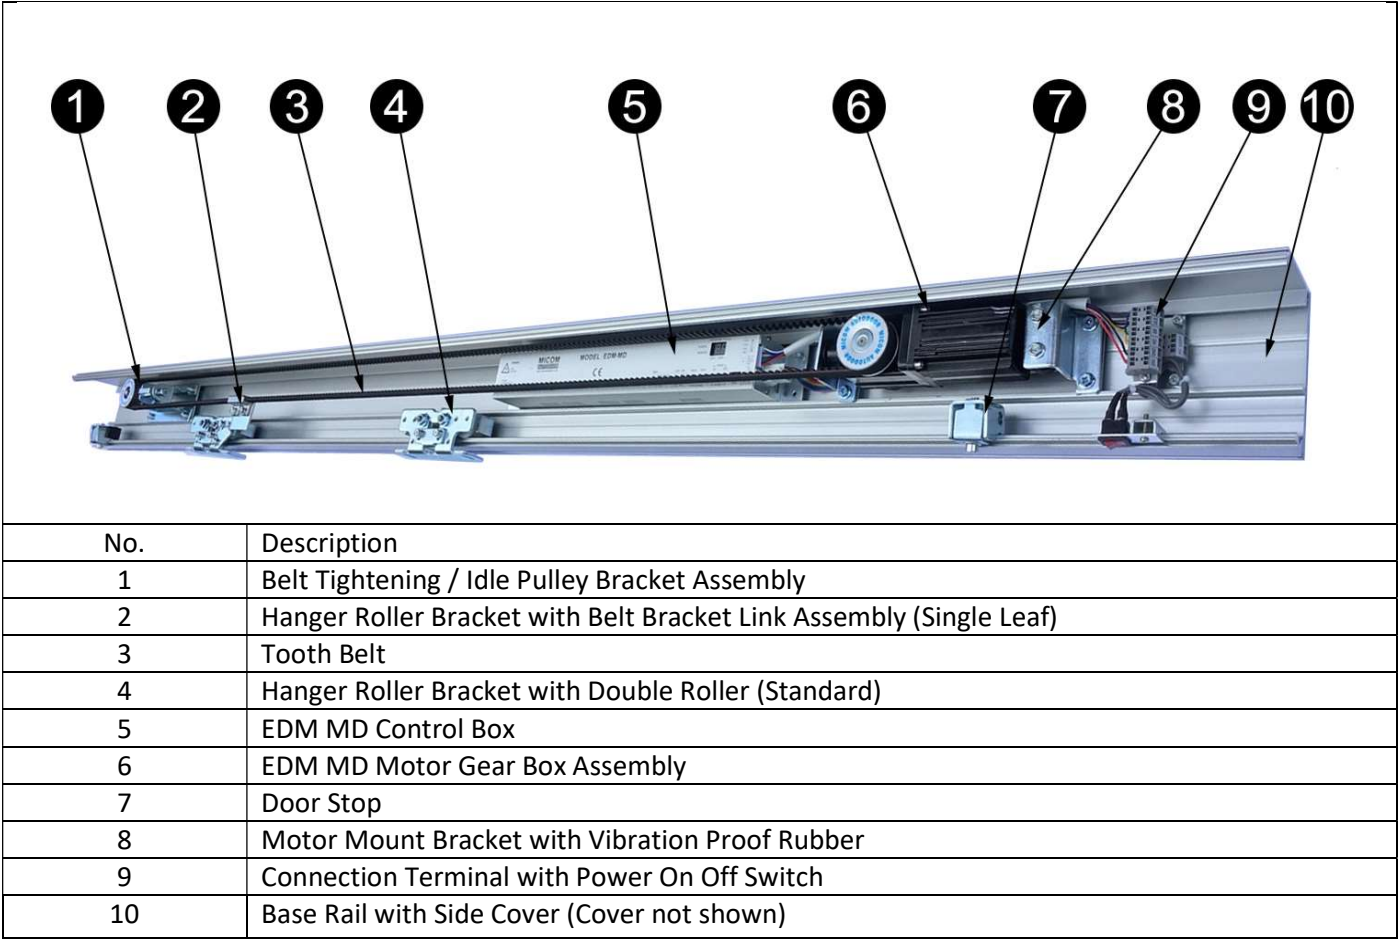 1 2 3 4 5 6 7 8 9 10
MICOM MODEL EDM-MD
CE
MICOM AUTODOOR MICOM AUTODOOR
No. Description
1 Belt Tightening / Idle Pulley Bracket Assembly
2 Hanger Roller Bracket with Belt Bracket Link Assembly (Single Leaf)
3 Tooth Belt
4 Hanger Roller Bracket with Double Roller (Standard)
5 EDM MD Control Box
6 EDM MD Motor Gear Box Assembly
7 Door Stop
8 Motor Mount Bracket with Vibration Proof Rubber
9 Connection Terminal with Power On Off Switch
10 Base Rail with Side Cover (Cover not shown)